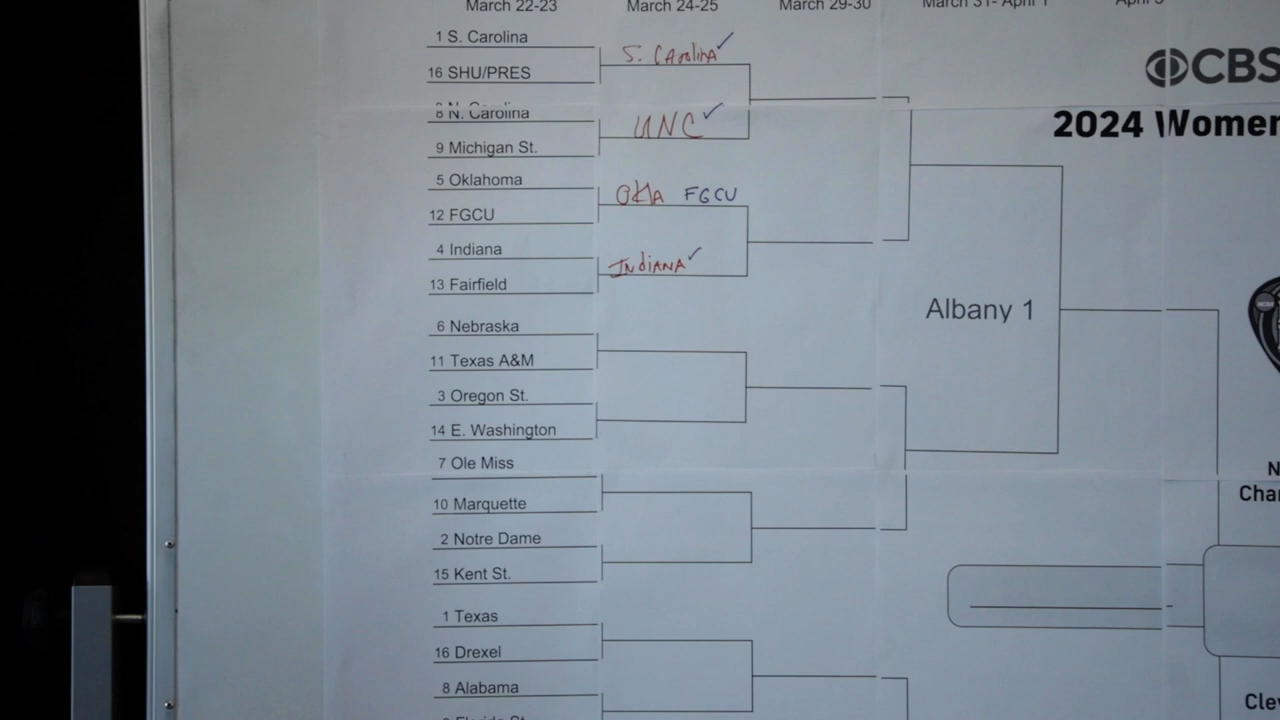 March 22-23
March 24-25
March 29-30
March 31- April 1
April 5
1 S. Carolina
16 SHU/PRES
8 N. Carolina
9 Michigan St.
5 Oklahoma
12 FGCU
4 Indiana
13 Fairfield
6 Nebraska
11 Texas A&M
3 Oregon St.
14 E. Washington
7 Ole Miss
10 Marquette
2 Notre Dame
15 Kent St.
1 Texas
16 Drexel
8 Alabama
S. Carolina ✓
UNC ✓
OKlA FGCU
INdiANA ✓
Albany 1
CBS
2024 Women
N
Cha
Cle